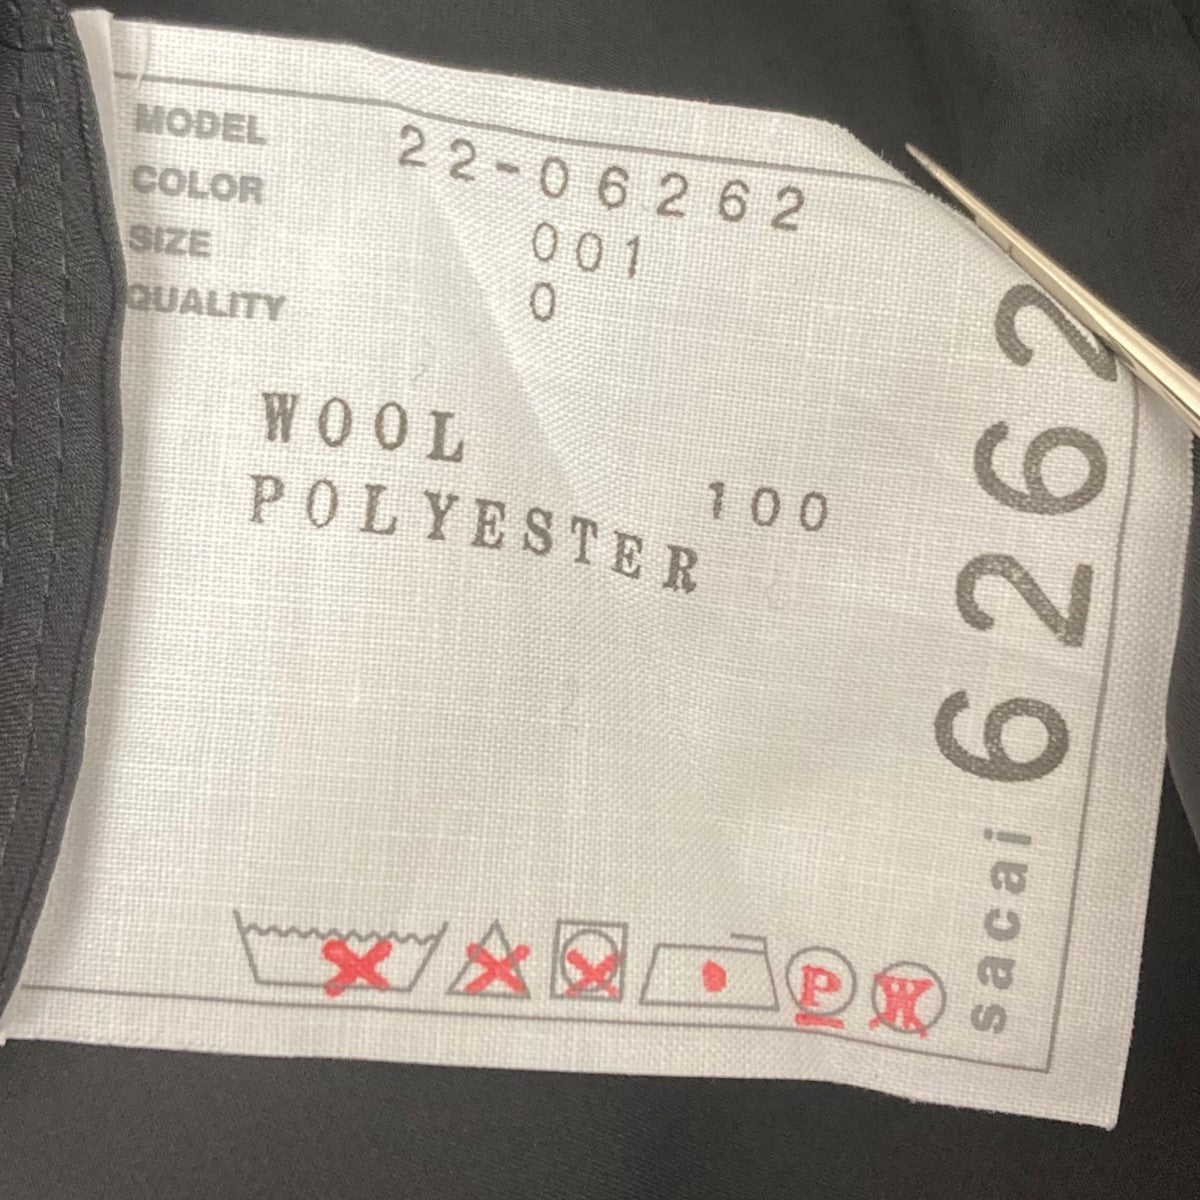 MODEL 22-06262
COLOR 001
SIZE 0
QUALITY
WOOL 100
POLYESTER
P
W
sacai 6262